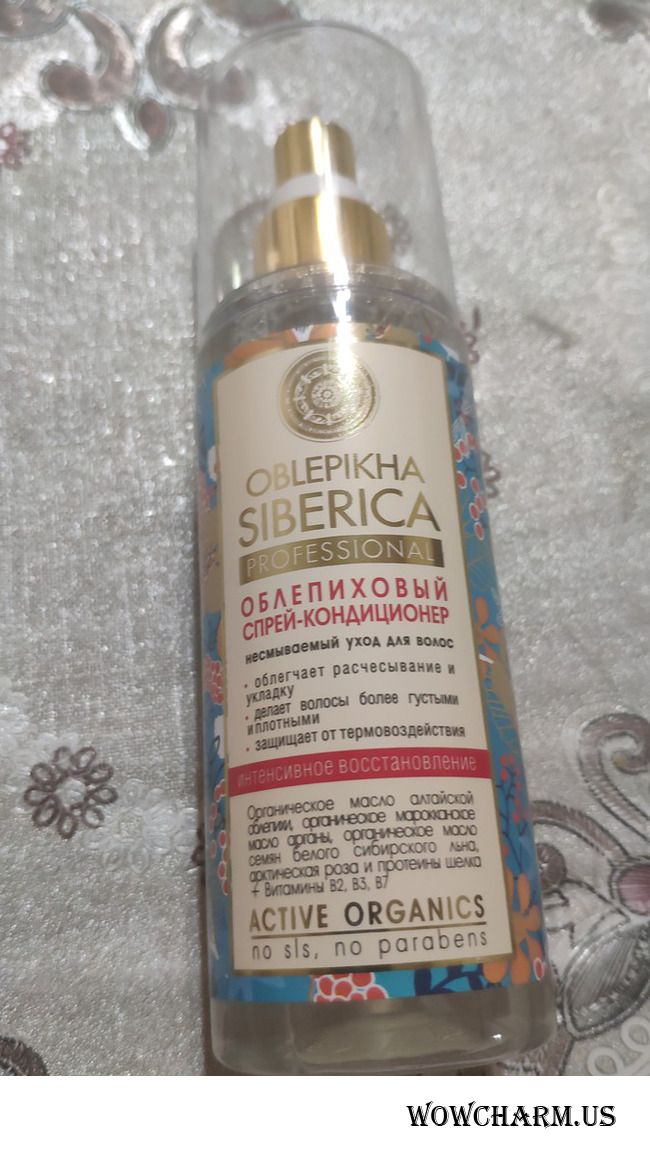 OBLEPIKHA
SIBERICA
PROFESSIONAL
ОБЛЕПИХОВЫЙ
СПРЕЙ-КОНДИЦИОНЕР
несмываемый уход для волос
• облегчает расчесывание и
укладку
• делает волосы более густыми
и плотными
• защищает от термовоздействия
интенсивное восстановление
Органическое масло алтайской
облепихи, органическое марокканское
масло арганы, органическое масло
семян белого сибирского льна,
арктическая роза и протеины шелка
+ Витамины B2, B3, B7
ACTIVE ORGANICS
no sls, no parabens
WOWCHARM.US